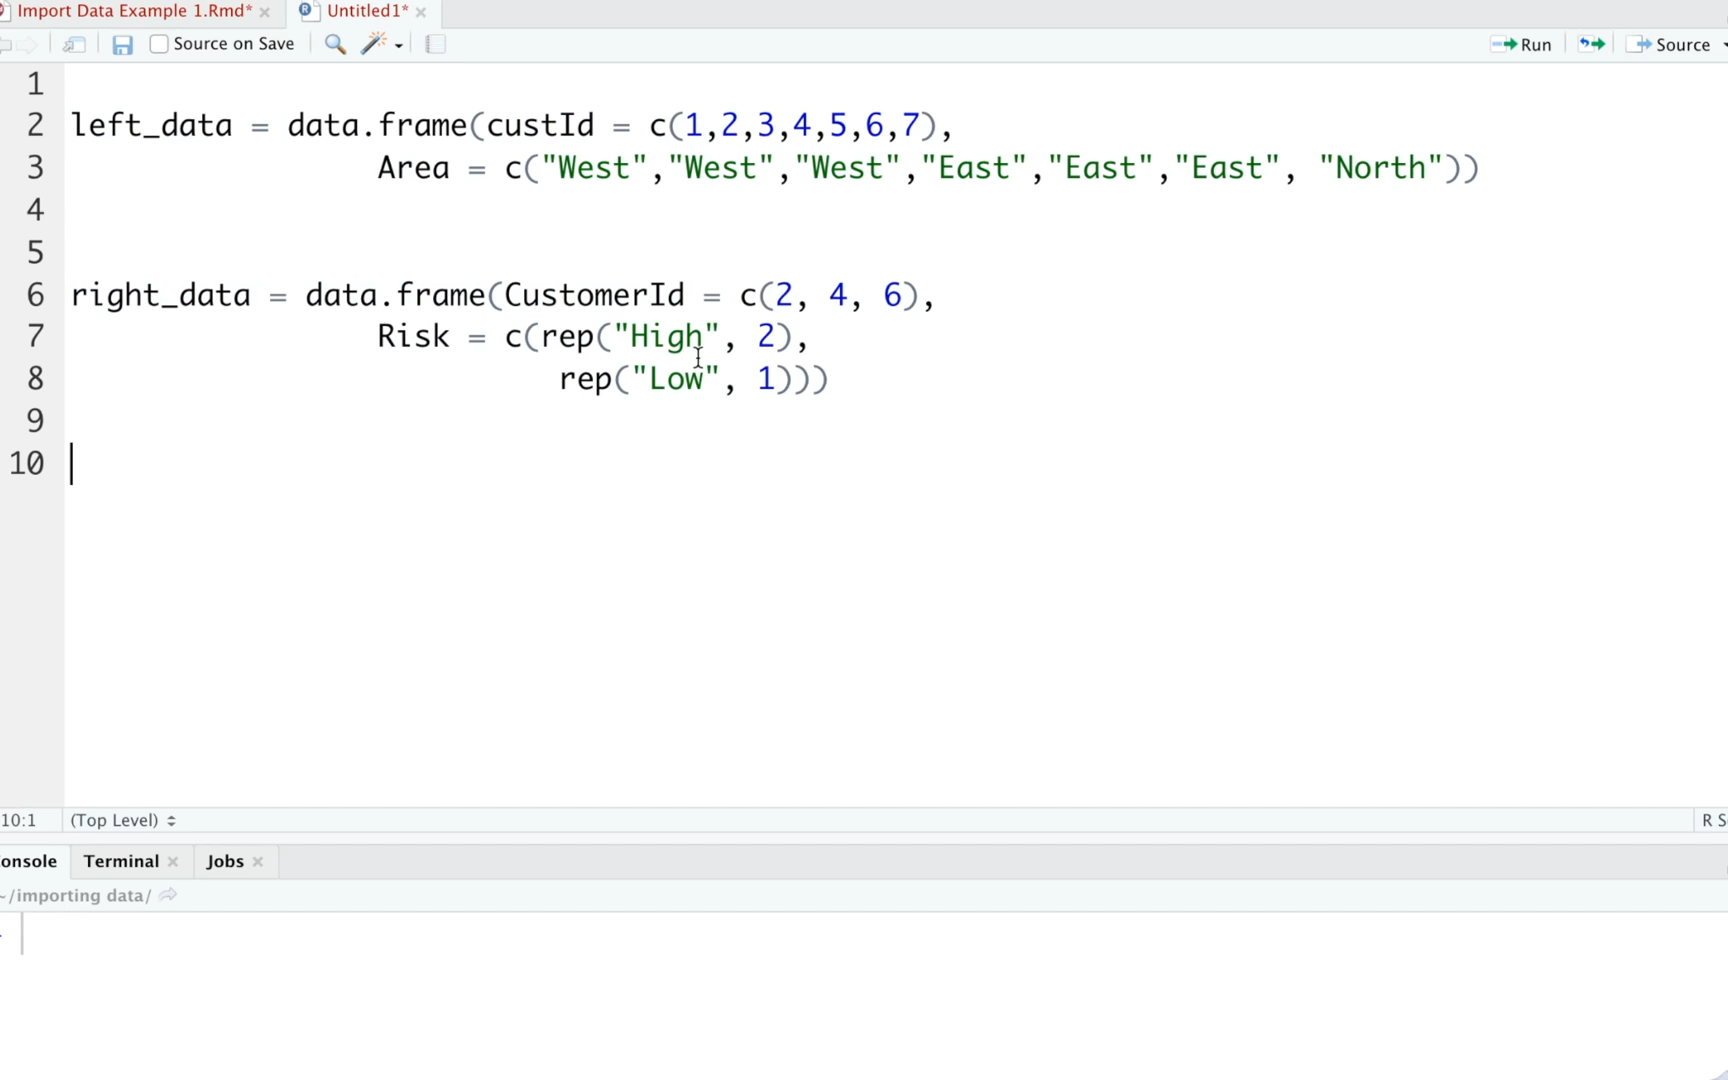 Import Data Example 1.Rmd* Untitled1*
Source on Save Run Source
1
2 left_data = data.frame(custId = c(1,2,3,4,5,6,7),
3 Area = c("West","West","West","East","East","East", "North"))
4
5
6 right_data = data.frame(CustomerId = c(2, 4, 6),
7 Risk = c(rep("High", 2),
8 rep("Low", 1)))
9
10
10:1 (Top Level) R S
onsole Terminal Jobs
~/importing data/